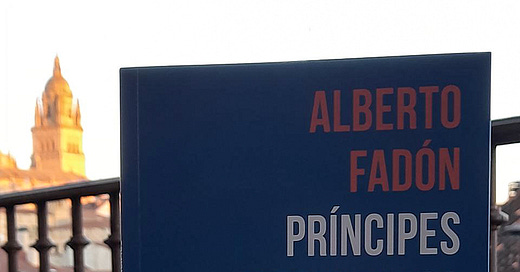 ALBERTO
FADÓN
PRÍNCIPES